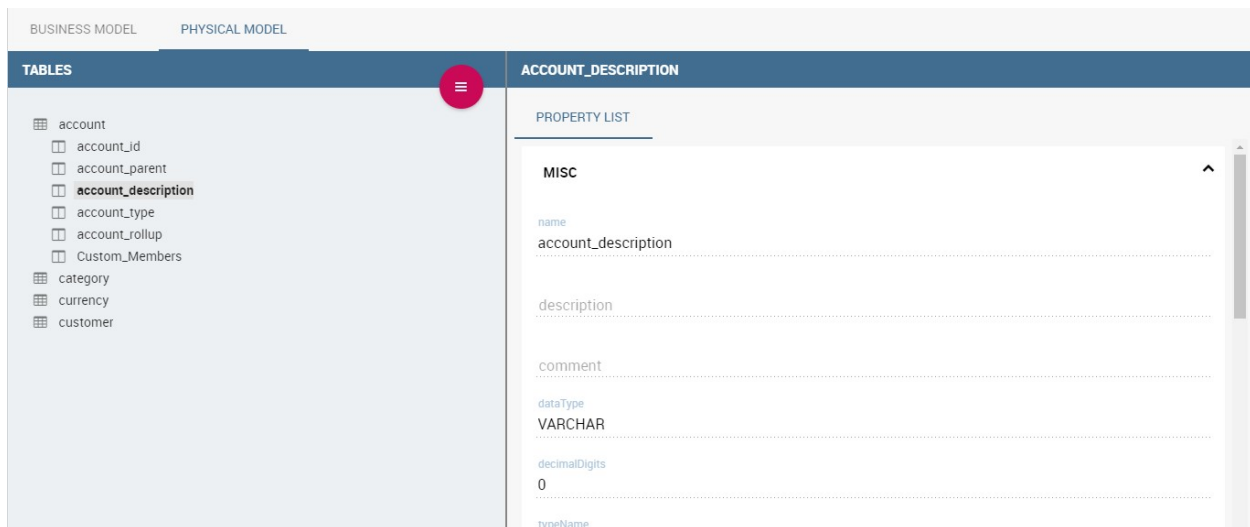 BUSINESS MODEL PHYSICAL MODEL
TABLES
account
account_id
account_parent
account_description
account_type
account_rollup
Custom_Members
category
currency
customer
ACCOUNT_DESCRIPTION
PROPERTY LIST
MISC
name
account_description
description
comment
dataType
VARCHAR
decimalDigits
0
typeName